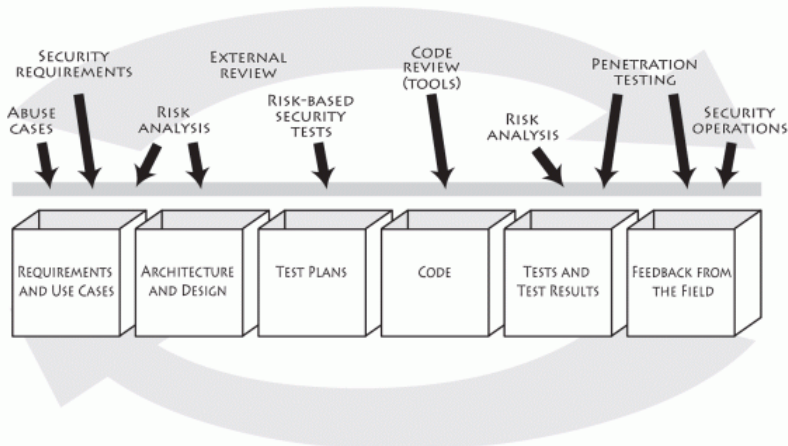 Security
Requirements
External
Review
Code
Review
(Tools)
Penetration
Testing
Abuse
Cases
Risk
Analysis
Risk-Based
Security
Tests
Risk
Analysis
Security
Operations
Requirements
and Use Cases
Architecture
and Design
Test Plans
Code
Tests and
Test Results
Feedback from
the Field